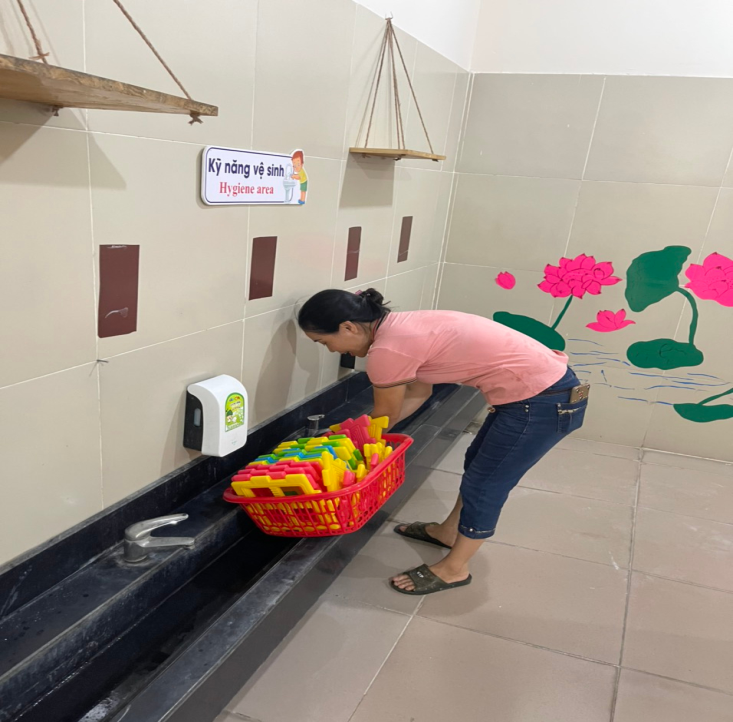 Kỹ năng vệ sinh
Hygiene area